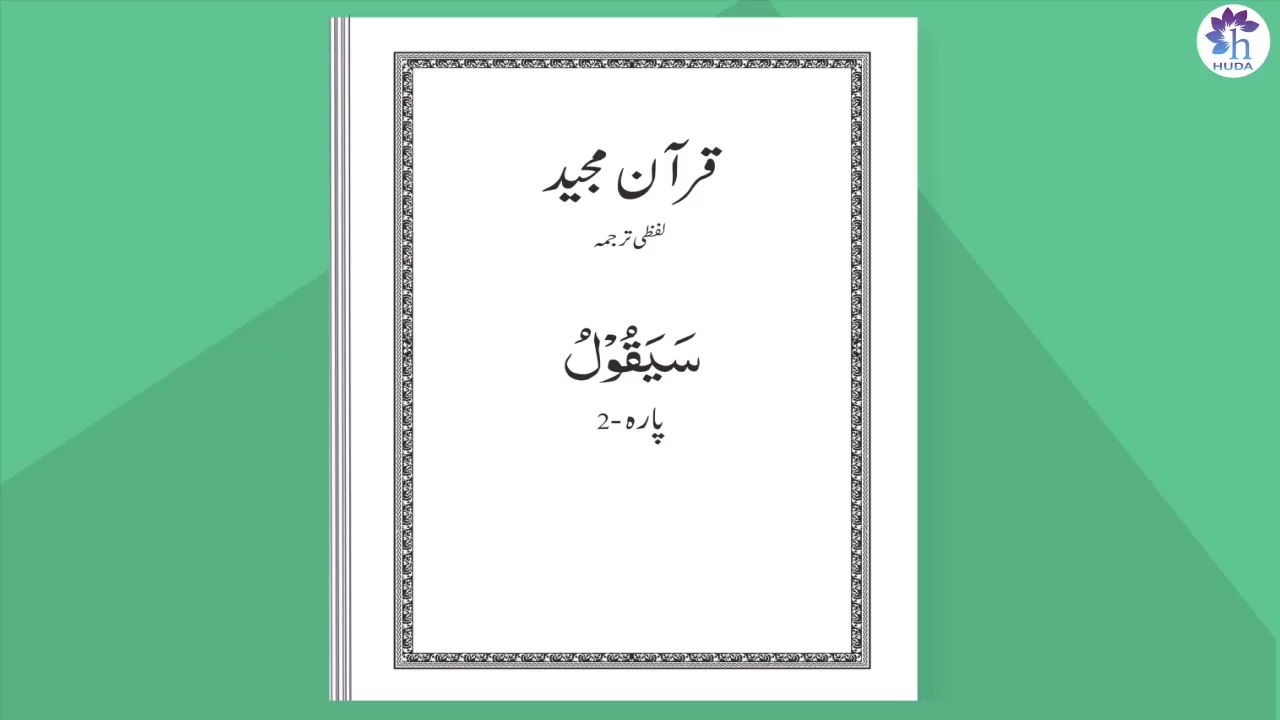 قرآن مجید
لفظی ترجمہ
سَيَقُوْلُ
پارہ -2
h
HUDA